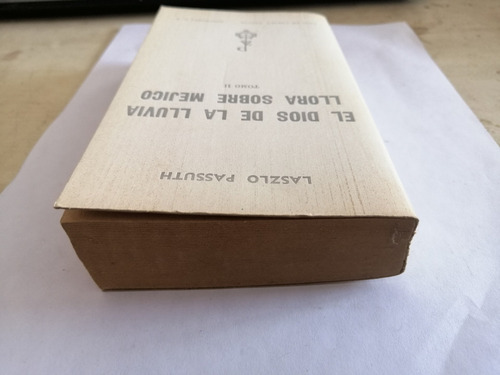 LASZLO PASSUTH
EL DIOS DE LA LLUVIA
LLORA SOBRE MEJICO
TOMO II